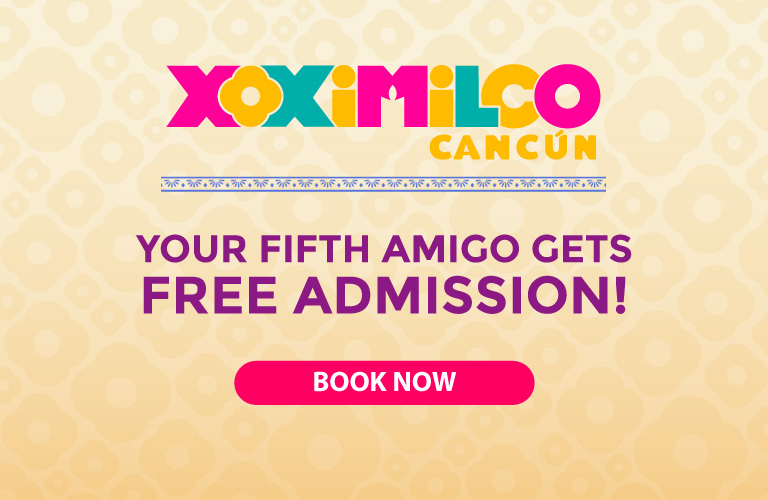 XOXiMiLCO
CANCÚN
YOUR FIFTH AMIGO GETS
FREE ADMISSION!
BOOK NOW